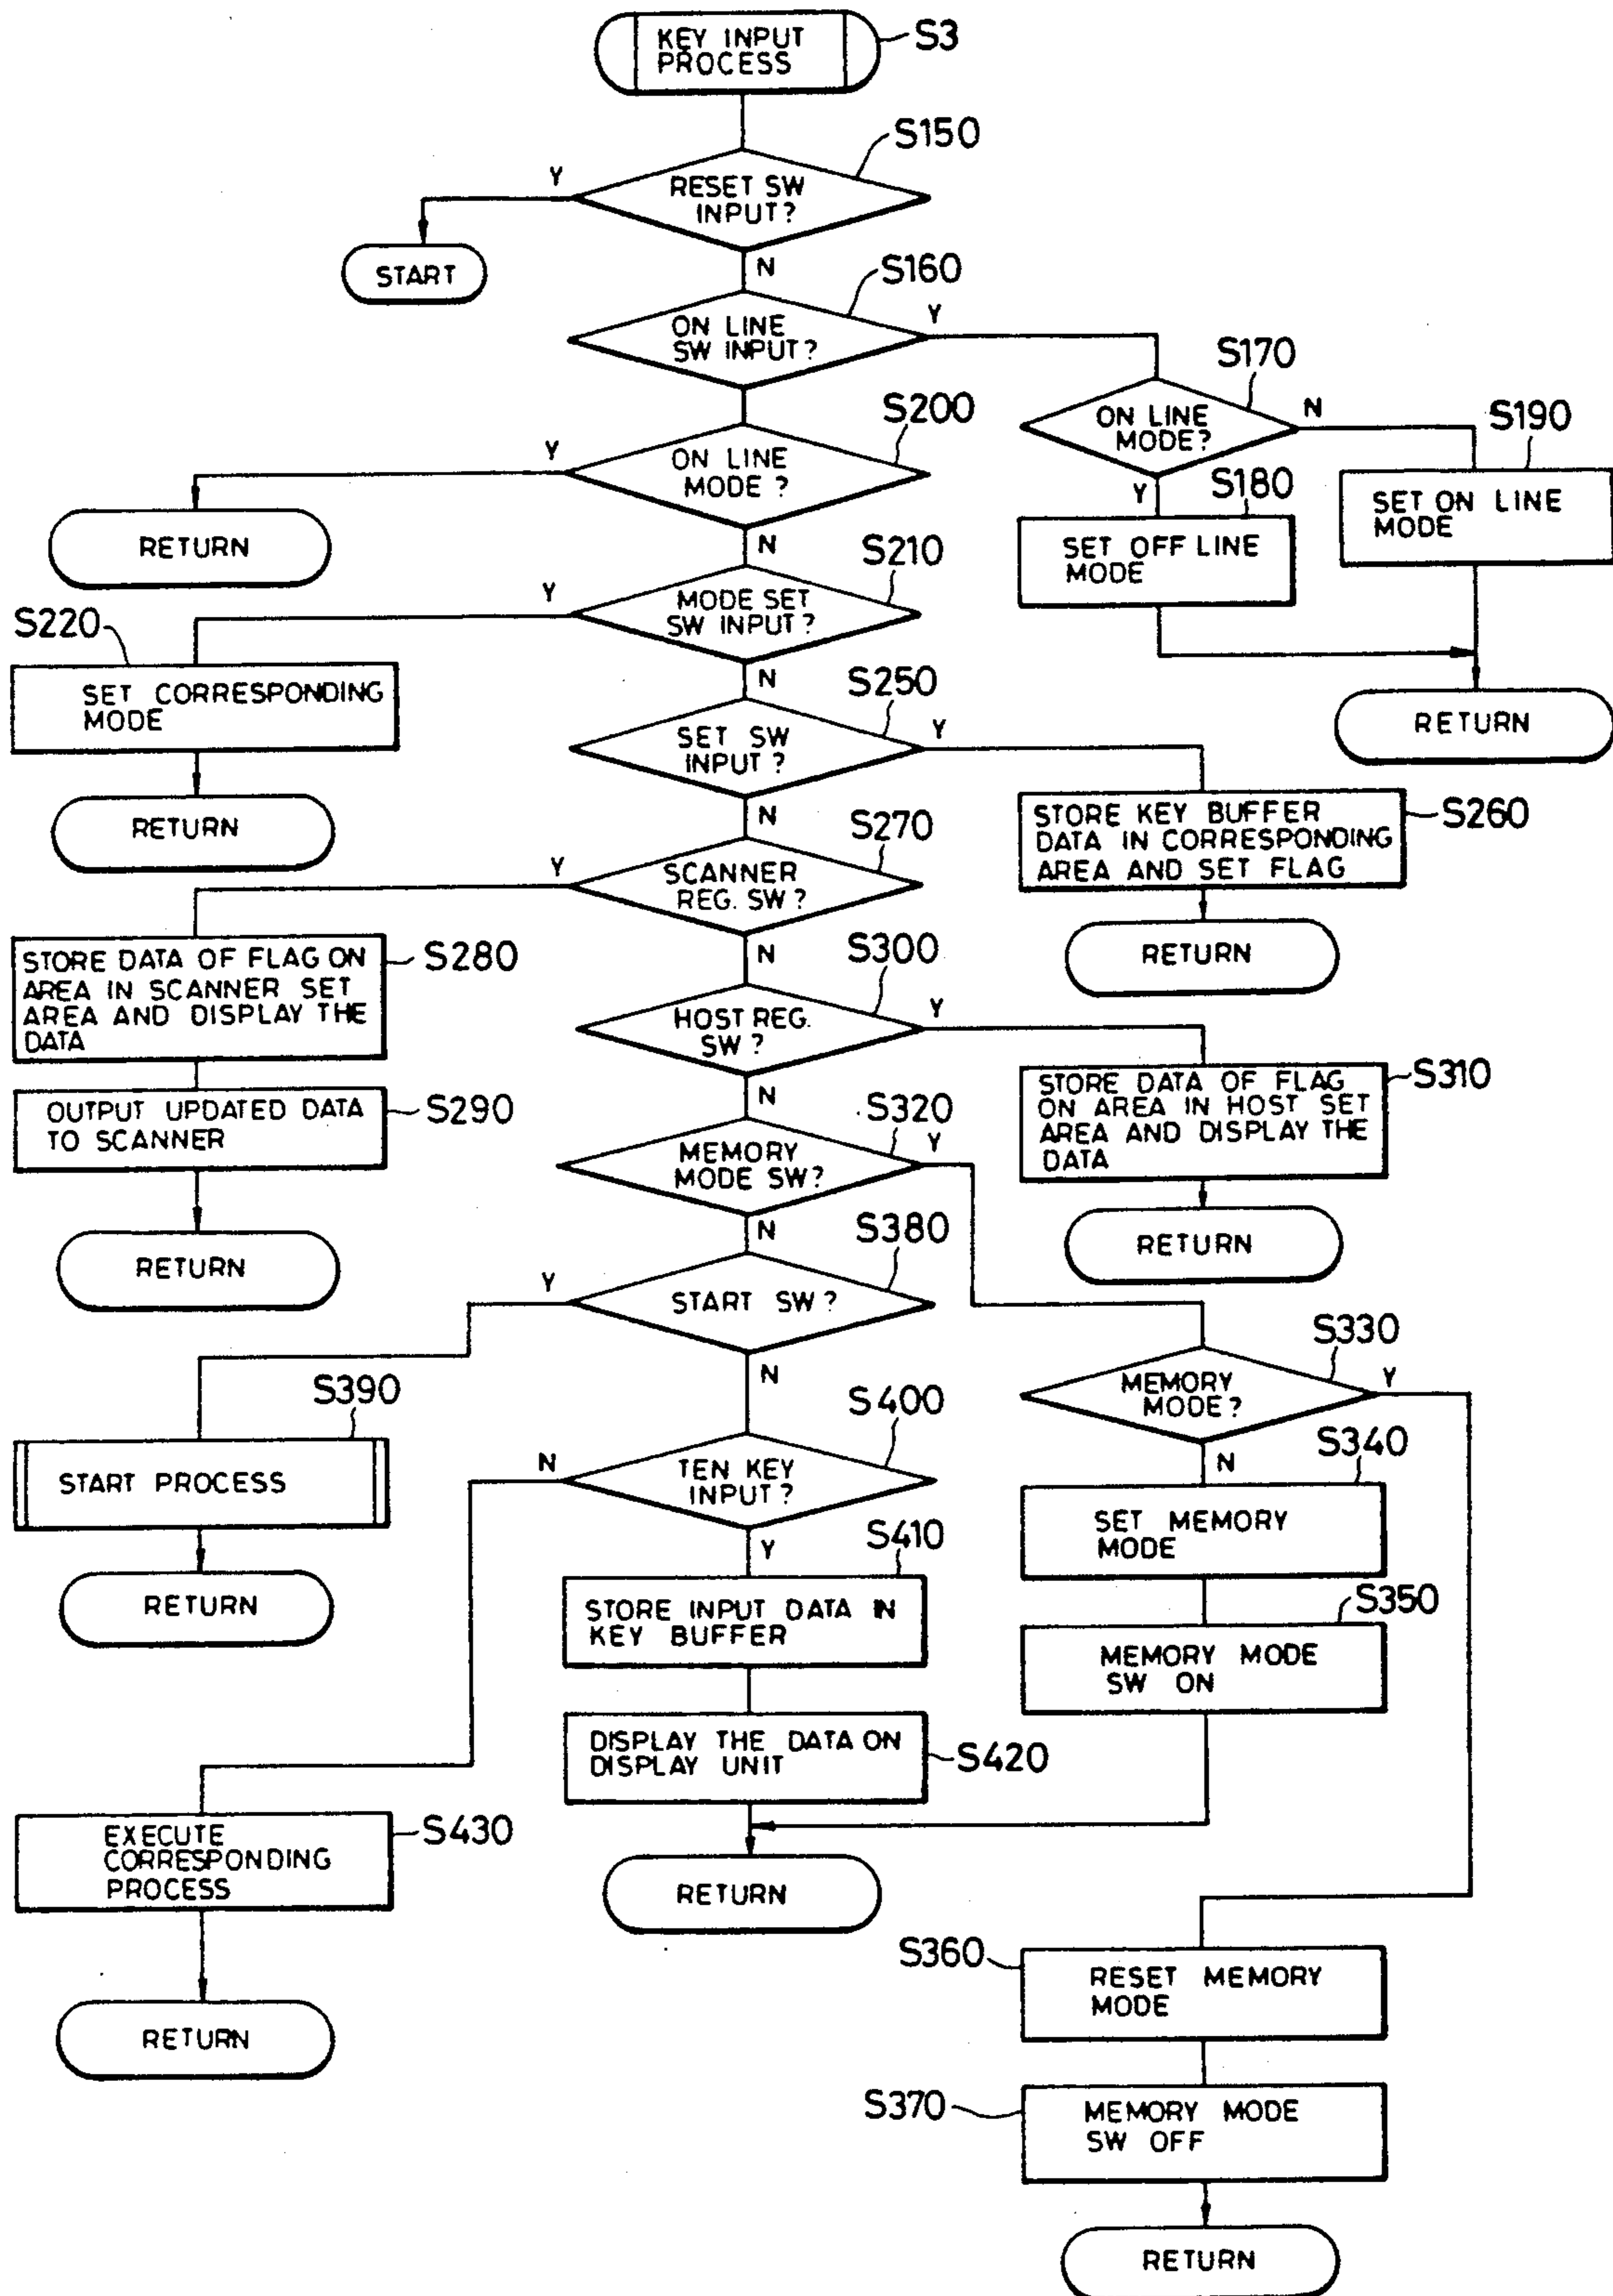 KEY INPUT
PROCESS
S3
S150
Y
RESET SW
INPUT?
START
N
S160
ON LINE
SW INPUT?
Y
S170
ON LINE
MODE?
N
S190
SET ON LINE
MODE
Y
S180
SET OFF LINE
MODE
RETURN
S200
Y
ON LINE
MODE?
RETURN
N
S210
Y
MODE SET
SW INPUT?
S220
SET CORRESPONDING
MODE
RETURN
N
S250
SET SW
INPUT?
Y
STORE KEY BUFFER
DATA IN CORRESPONDING
AREA AND SET FLAG
S260
RETURN
N
S270
Y
SCANNER
REG. SW?
STORE DATA OF FLAG ON
AREA IN SCANNER SET
AREA AND DISPLAY THE
DATA
S280
OUTPUT UPDATED DATA
TO SCANNER
S290
RETURN
N
S300
HOST REG.
SW?
Y
STORE DATA OF FLAG
ON AREA IN HOST SET
AREA AND DISPLAY THE
DATA
S310
RETURN
N
S320
MEMORY
MODE SW?
Y
N
S380
Y
START SW?
S390
START PROCESS
RETURN
N
S330
MEMORY
MODE?
Y
N
S340
SET MEMORY
MODE
S350
MEMORY MODE
SW ON
S400
N
TEN KEY
INPUT?
Y
S410
STORE INPUT DATA IN
KEY BUFFER
DISPLAY THE DATA ON
DISPLAY UNIT
S420
RETURN
EXECUTE
CORRESPONDING
PROCESS
S430
RETURN
S360
RESET MEMORY
MODE
S370
MEMORY MODE
SW OFF
RETURN